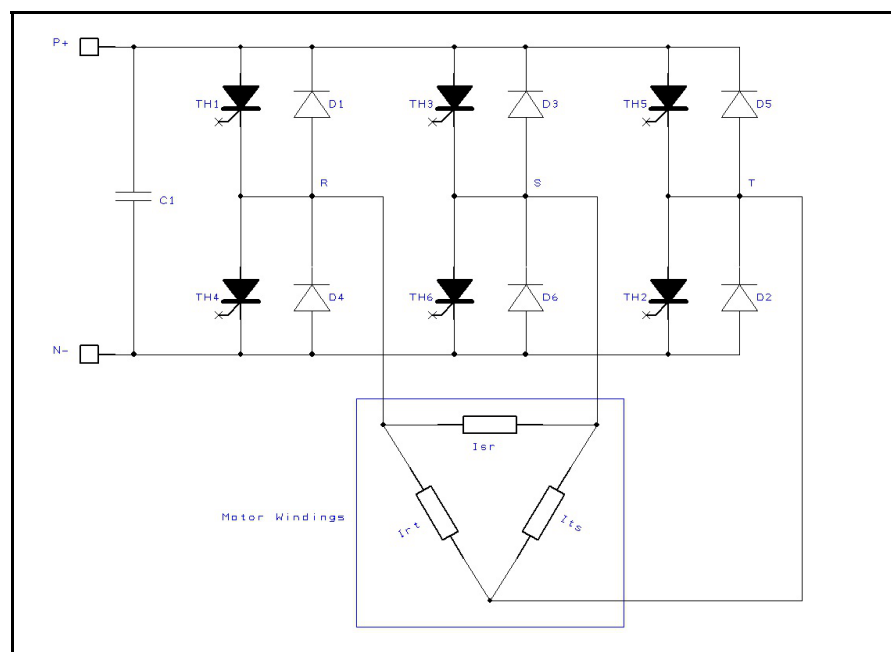 P+
TH1
D1
TH3
D3
TH5
D5
R
S
T
C1
TH4
D4
TH6
D6
TH2
D2
N-
Isr
Motor Windings
Irt
Its